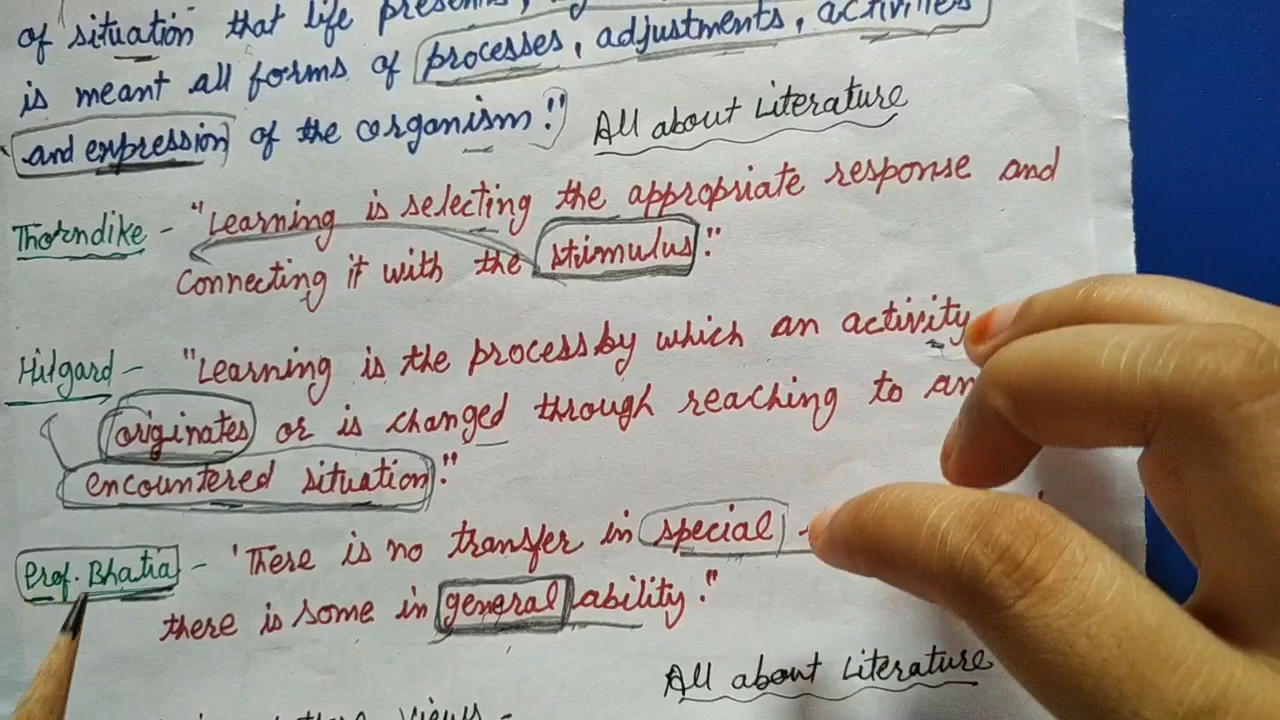 of situation that life presents,
is meant all forms of processes, adjustments, activities
and expression of the organism."
All about Literature
Thorndike - "Learning is selecting the appropriate response and
Connecting it with the stimulus."
Hilgard - "Learning is the process by which an activity
originates or is changed through reaching to an
encountered situation."
Prof. Bhatia - 'There is no transfer in special
there is some in general ability."
All about Literature
views -